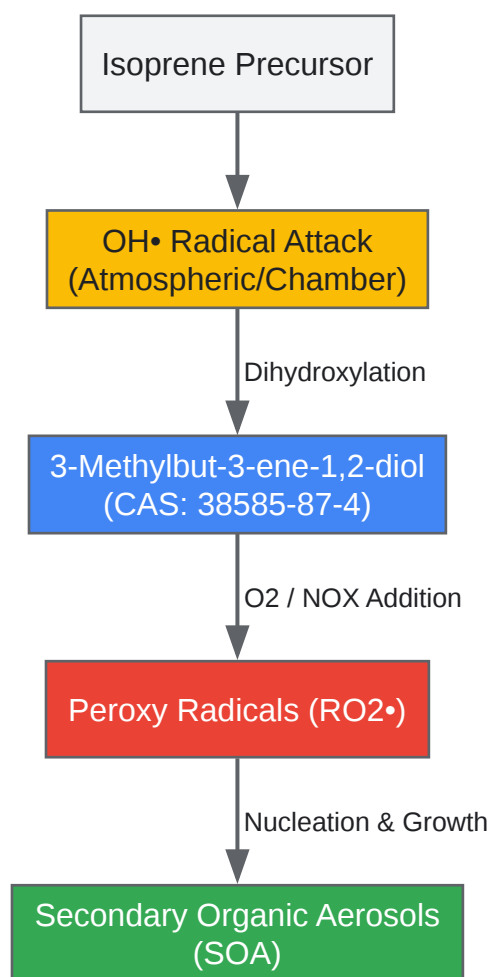 Isoprene Precursor
OH• Radical Attack
(Atmospheric/Chamber)
Dihydroxylation
3-Methylbut-3-ene-1,2-diol
(CAS: 38585-87-4)
O2 / NOX Addition
Peroxy Radicals (RO2•)
Nucleation & Growth
Secondary Organic Aerosols
(SOA)